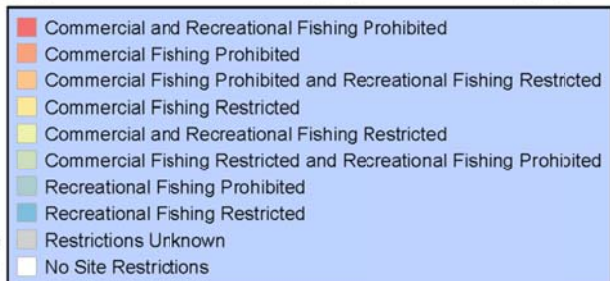 Commercial and Recreational Fishing Prohibited
Commercial Fishing Prohibited
Commercial Fishing Prohibited and Recreational Fishing Restricted
Commercial Fishing Restricted
Commercial and Recreational Fishing Restricted
Commercial Fishing Restricted and Recreational Fishing Prohibited
Recreational Fishing Prohibited
Recreational Fishing Restricted
Restrictions Unknown
No Site Restrictions